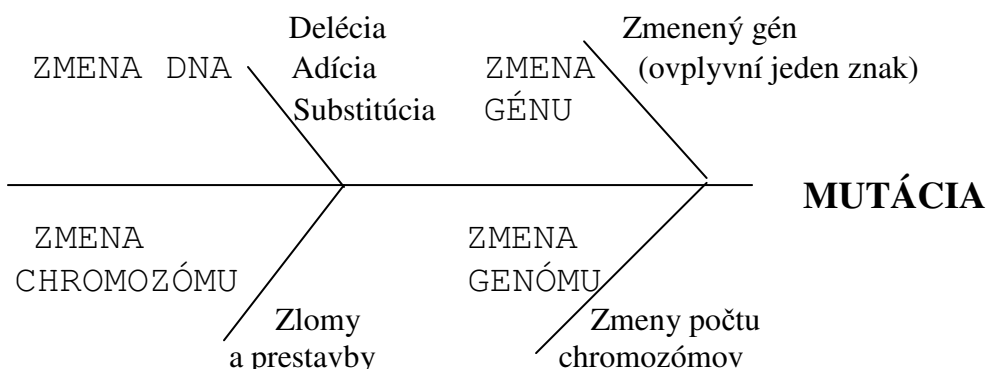 ZMENA DNA
Delécia
Adícia
Substitúcia
ZMENA
GÉNU
Zmenený gén
(ovplyvní jeden znak)
MUTÁCIA
ZMENA
CHROMOZÓMU
Zlomy
a prestavby
ZMENA
GENÓMU
Zmeny počtu
chromozómov